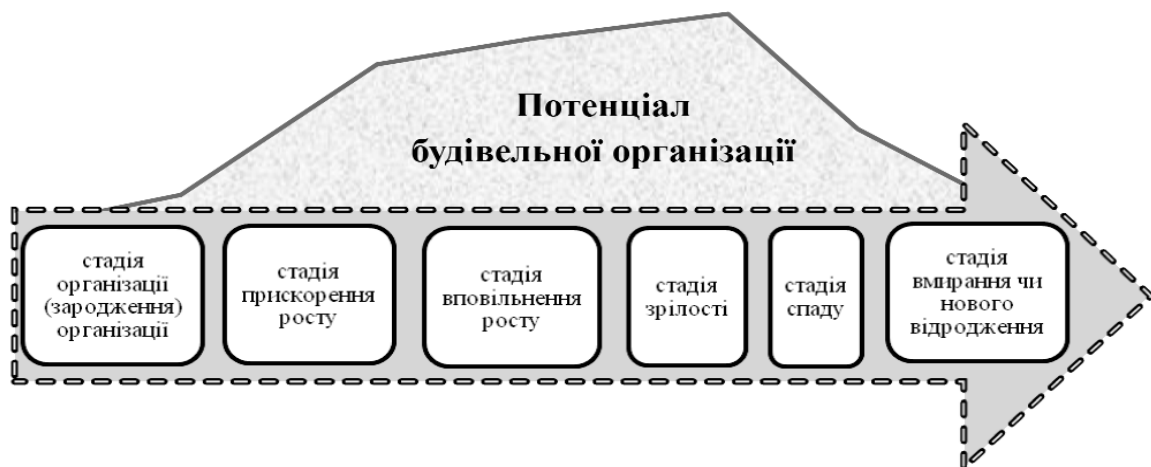 Потенціал
будівельної організації
стадія
організації
(зародження)
організації
стадія
прискорення
росту
стадія
вповільнення
росту
стадія
зрілості
стадія
спаду
стадія
вмирання чи
нового
відродження